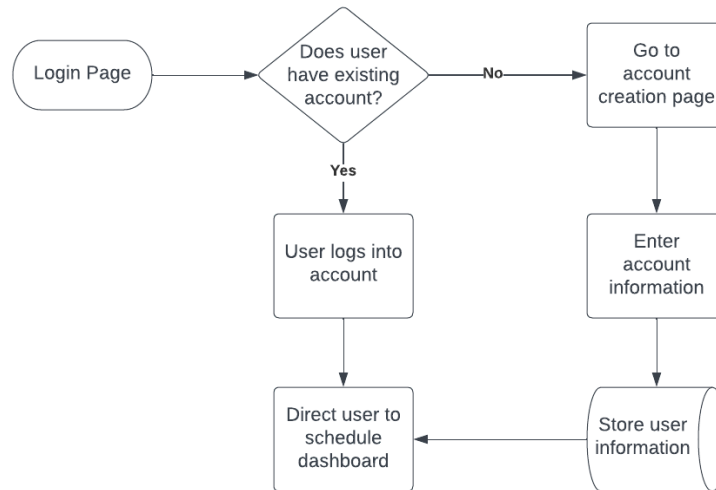 Login Page
Does user
have existing
account?
No
Go to
account
creation page
Yes
User logs into
account
Enter
account
information
Direct user to
schedule
dashboard
Store user
information